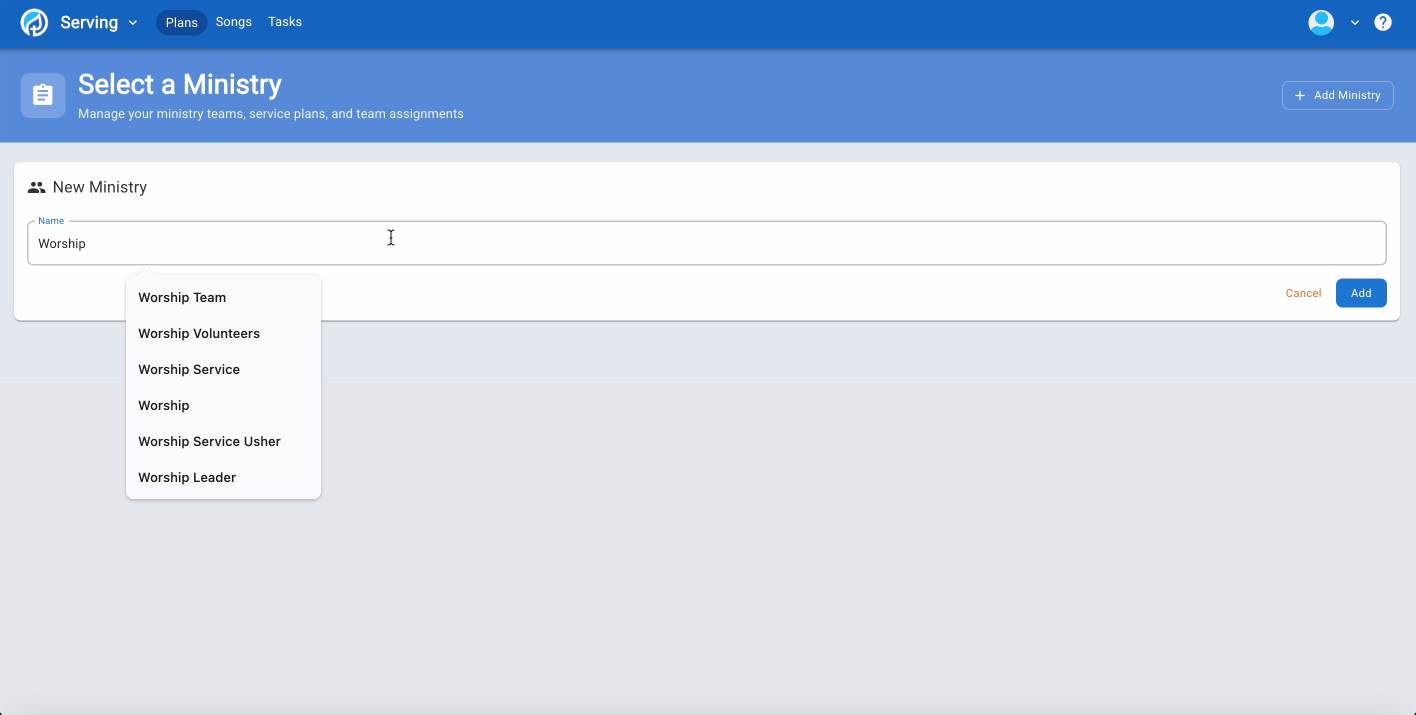 Serving Plans Songs Tasks
Select a Ministry
Manage your ministry teams, service plans, and team assignments
+ Add Ministry
New Ministry
Name
Worship
Worship Team
Worship Volunteers
Worship Service
Worship
Worship Service Usher
Worship Leader
Cancel Add